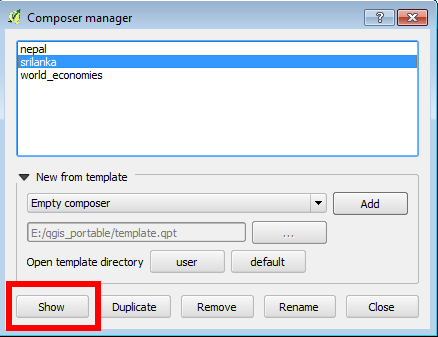 Composer manager
nepal
srilanka
world_economies
New from template
Empty composer
Add
E:/qgis_portable/template.qpt
...
Open template directory
user
default
Show
Duplicate
Remove
Rename
Close